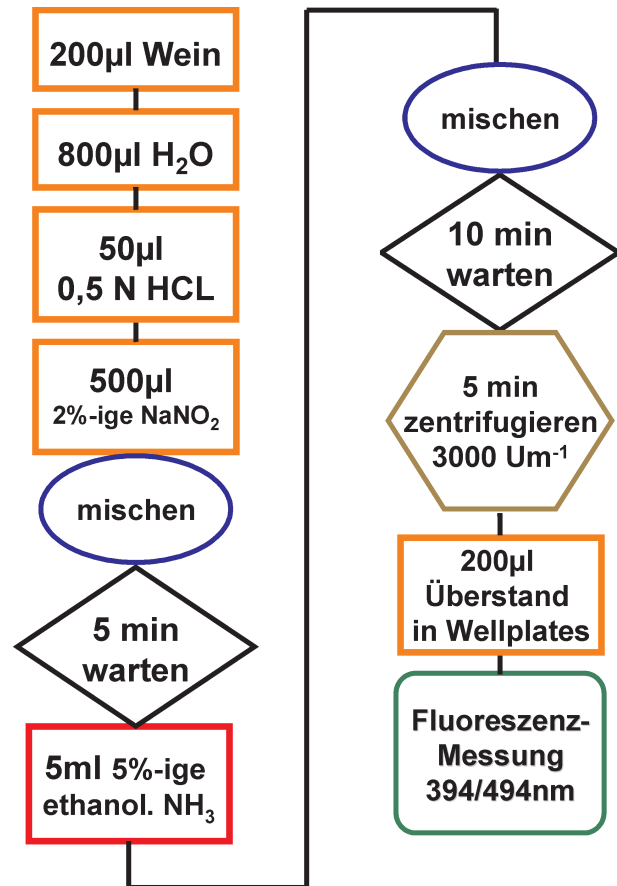 200µl Wein
800µl H₂O
50µl
0,5 N HCL
500µl
2%-ige NaNO₂
mischen
5 min
warten
5ml 5%-ige
ethanol. NH₃
mischen
10 min
warten
5 min
zentrifugieren
3000 Um⁻¹
200µl
Überstand
in Wellplates
Fluoreszenz-
Messung
394/494nm